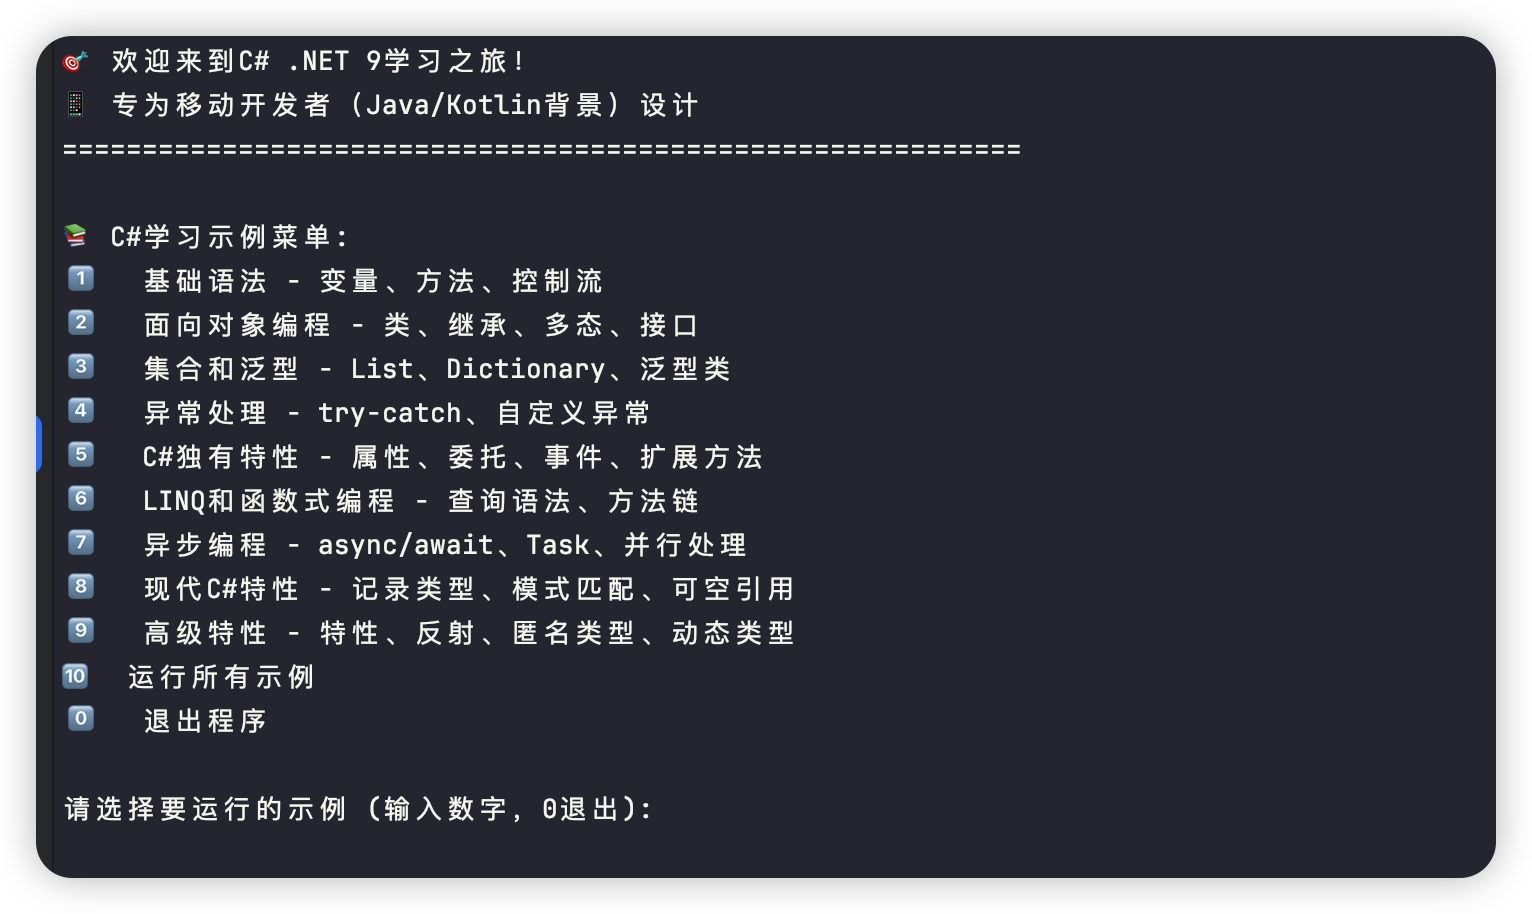 🎯 欢迎来到C# .NET 9学习之旅!
📱 专为移动开发者 (Java/Kotlin背景) 设计
============================================================
📚 C#学习示例菜单:
1️⃣ 基础语法 - 变量、方法、控制流
2️⃣ 面向对象编程 - 类、继承、多态、接口
3️⃣ 集合和泛型 - List、Dictionary、泛型类
4️⃣ 异常处理 - try-catch、自定义异常
5️⃣ C#独有特性 - 属性、委托、事件、扩展方法
6️⃣ LINQ和函数式编程 - 查询语法、方法链
7️⃣ 异步编程 - async/await、Task、并行处理
8️⃣ 现代C#特性 - 记录类型、模式匹配、可空引用
9️⃣ 高级特性 - 特性、反射、匿名类型、动态类型
🔟 运行所有示例
0️⃣ 退出程序
请选择要运行的示例 (输入数字, 0退出):